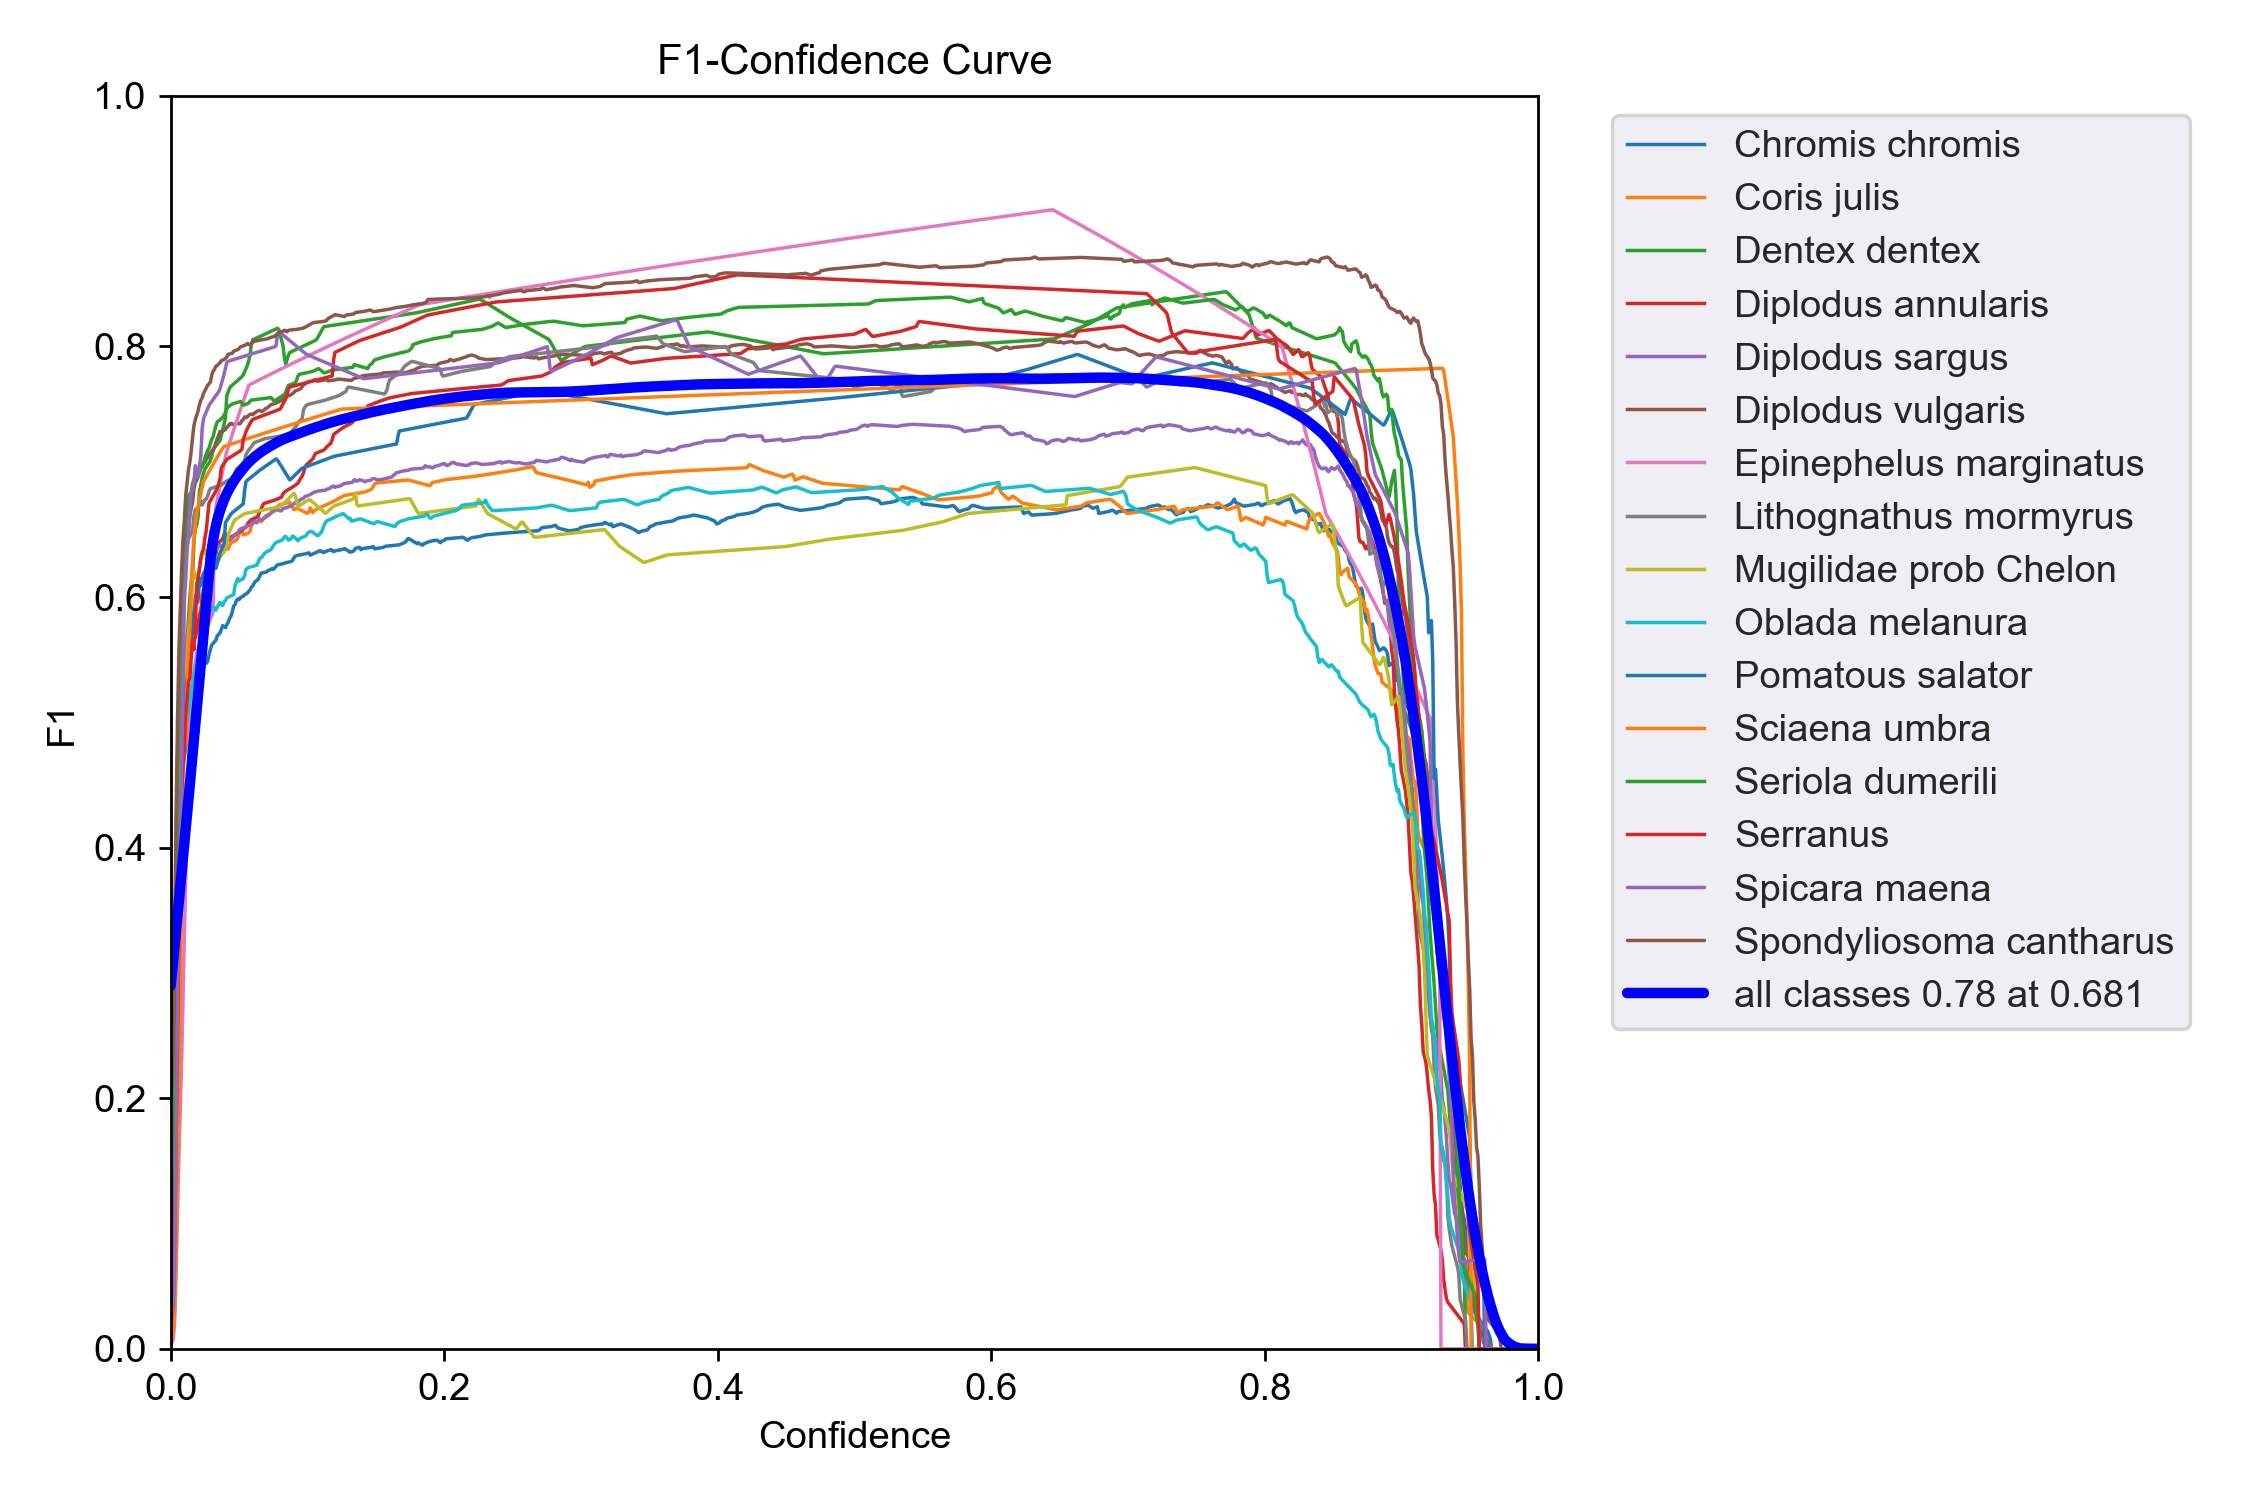 F1-Confidence Curve
1.0
0.8
0.6
0.4
0.2
0.0
F1
0.0 0.2 0.4 0.6 0.8 1.0
Confidence
Chromis chromis
Coris julis
Dentex dentex
Diplodus annularis
Diplodus sargus
Diplodus vulgaris
Epinephelus marginatus
Lithognathus mormyrus
Mugilidae prob Chelon
Oblada melanura
Pomatous salator
Sciaena umbra
Seriola dumerili
Serranus
Spicara maena
Spondyliosoma cantharus
all classes 0.78 at 0.681